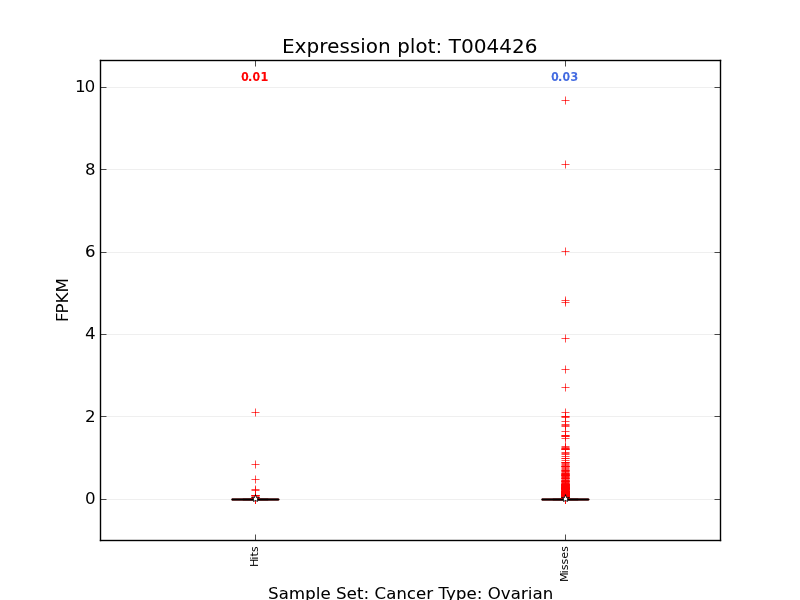 Expression plot: T004426
0.01
0.03
10
8
6
4
2
0
FPKM
Hits
Misses
Sample Set: Cancer Type: Ovarian